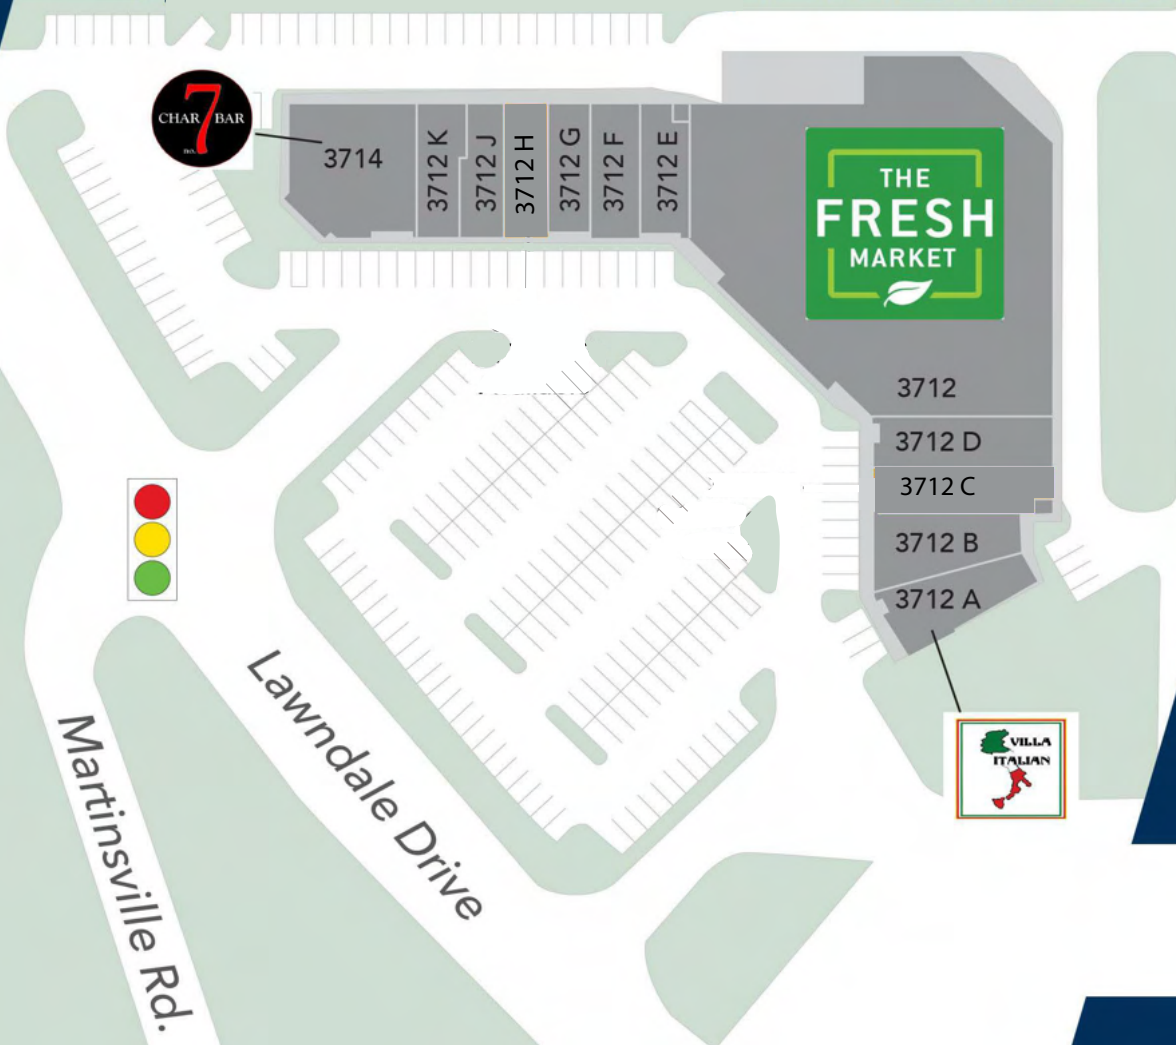 CHAR 7 BAR
no.
3714
3712 K
3712 J
3712 H
3712 G
3712 F
3712 E
THE
FRESH
MARKET
3712
3712 D
3712 C
3712 B
3712 A
VILLA
ITALIAN
Lawndale Drive
Martinsville Rd.